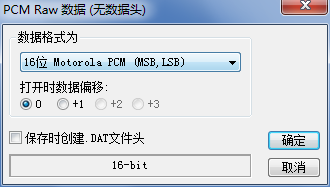 PCM Raw 数据 (无数据头)
数据格式为
16位 Motorola PCM (MSB,LSB)
打开时数据偏移:
0 +1 +2 +3
保存时创建.DAT文件头
确定
16-bit
取消